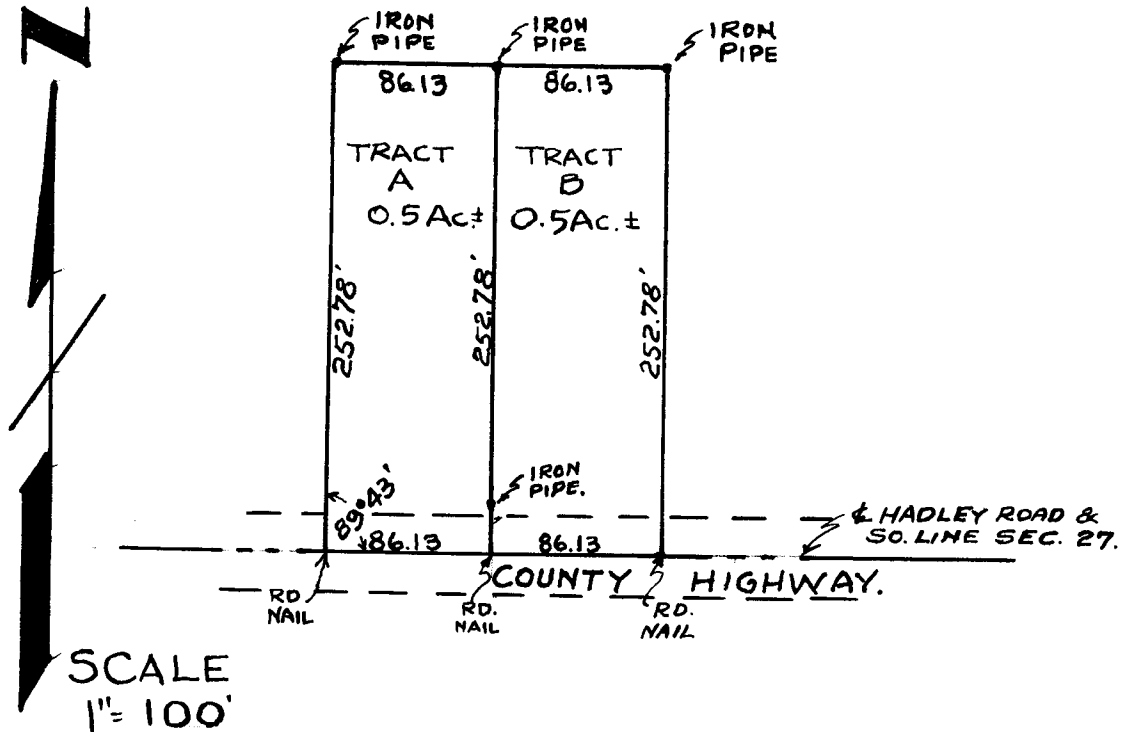 N
IRON
PIPE
IRON
PIPE
IRON
PIPE
86.13
86.13
TRACT
A
0.5 Ac.±
TRACT
B
0.5 Ac. ±
252.78'
252.78'
252.78'
IRON
PIPE.
89°43'
86.13
86.13
℄ HADLEY ROAD &
SO. LINE SEC. 27.
COUNTY HIGHWAY.
RD
NAIL
RD.
NAIL
RD.
NAIL
SCALE
1"= 100'